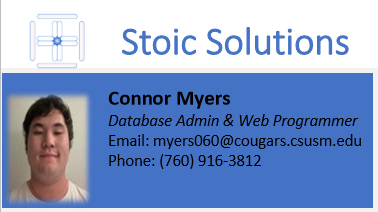 Stoic Solutions
Connor Myers
Database Admin & Web Programmer
Email: myers060@cougars.csusm.edu
Phone: (760) 916-3812